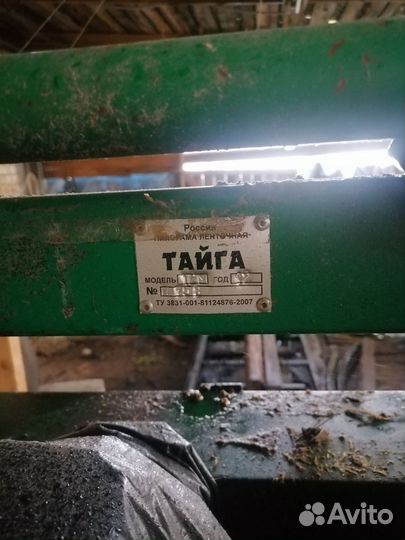 Россия
ПИЛОРАМА ЛЕНТОЧНАЯ
ТАЙГА
МОДЕЛЬ ГОД
№
ТУ 3831-001-81124876-2007
Avito